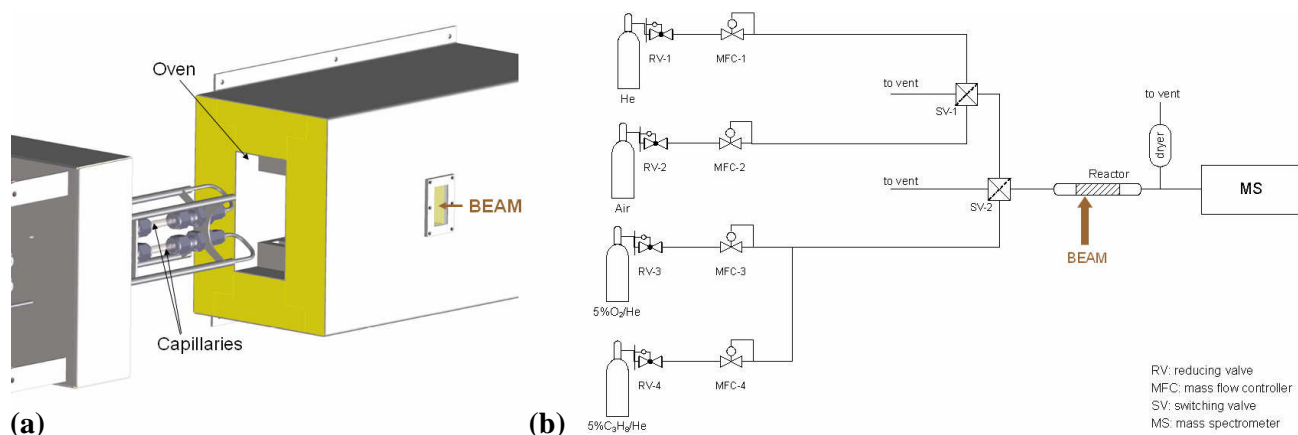 Oven
BEAM
Capillaries
(a)
RV-1
MFC-1
He
to vent
SV-1
to vent
RV-2
MFC-2
Air
to vent
dryer
Reactor
MS
SV-2
BEAM
RV-3
MFC-3
5%O₂/He
RV-4
MFC-4
5%C₃H₈/He
RV: reducing valve
MFC: mass flow controller
SV: switching valve
MS: mass spectrometer
(b)